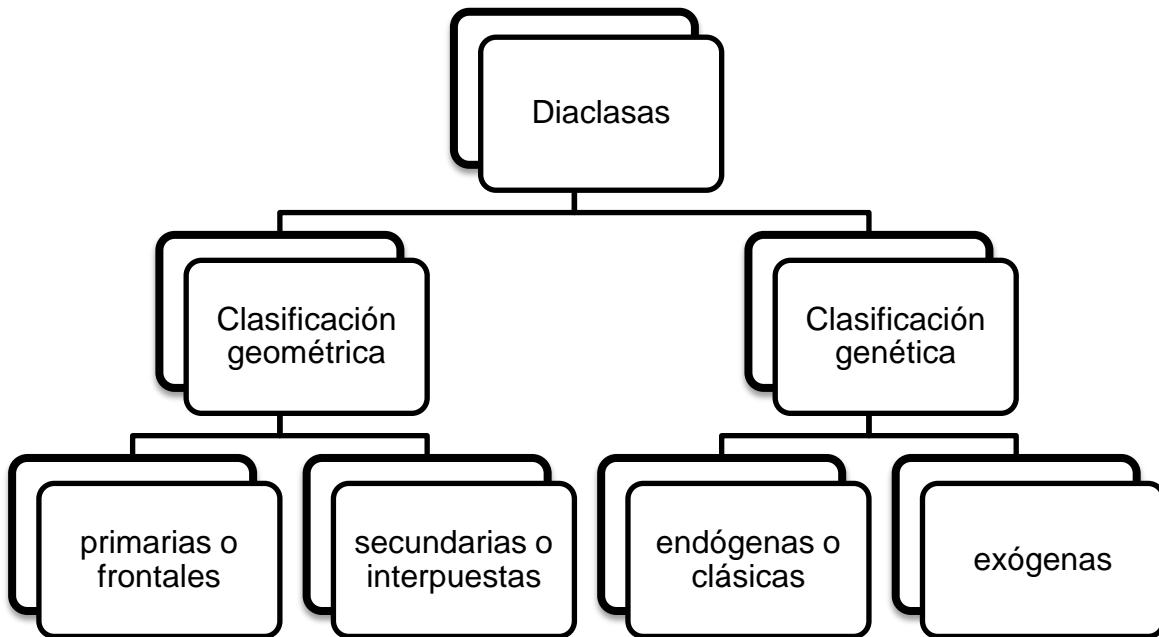 Diaclasas
Clasificación
geométrica
Clasificación
genética
primarias o
frontales
secundarias o
interpuestas
endógenas o
clásicas
exógenas